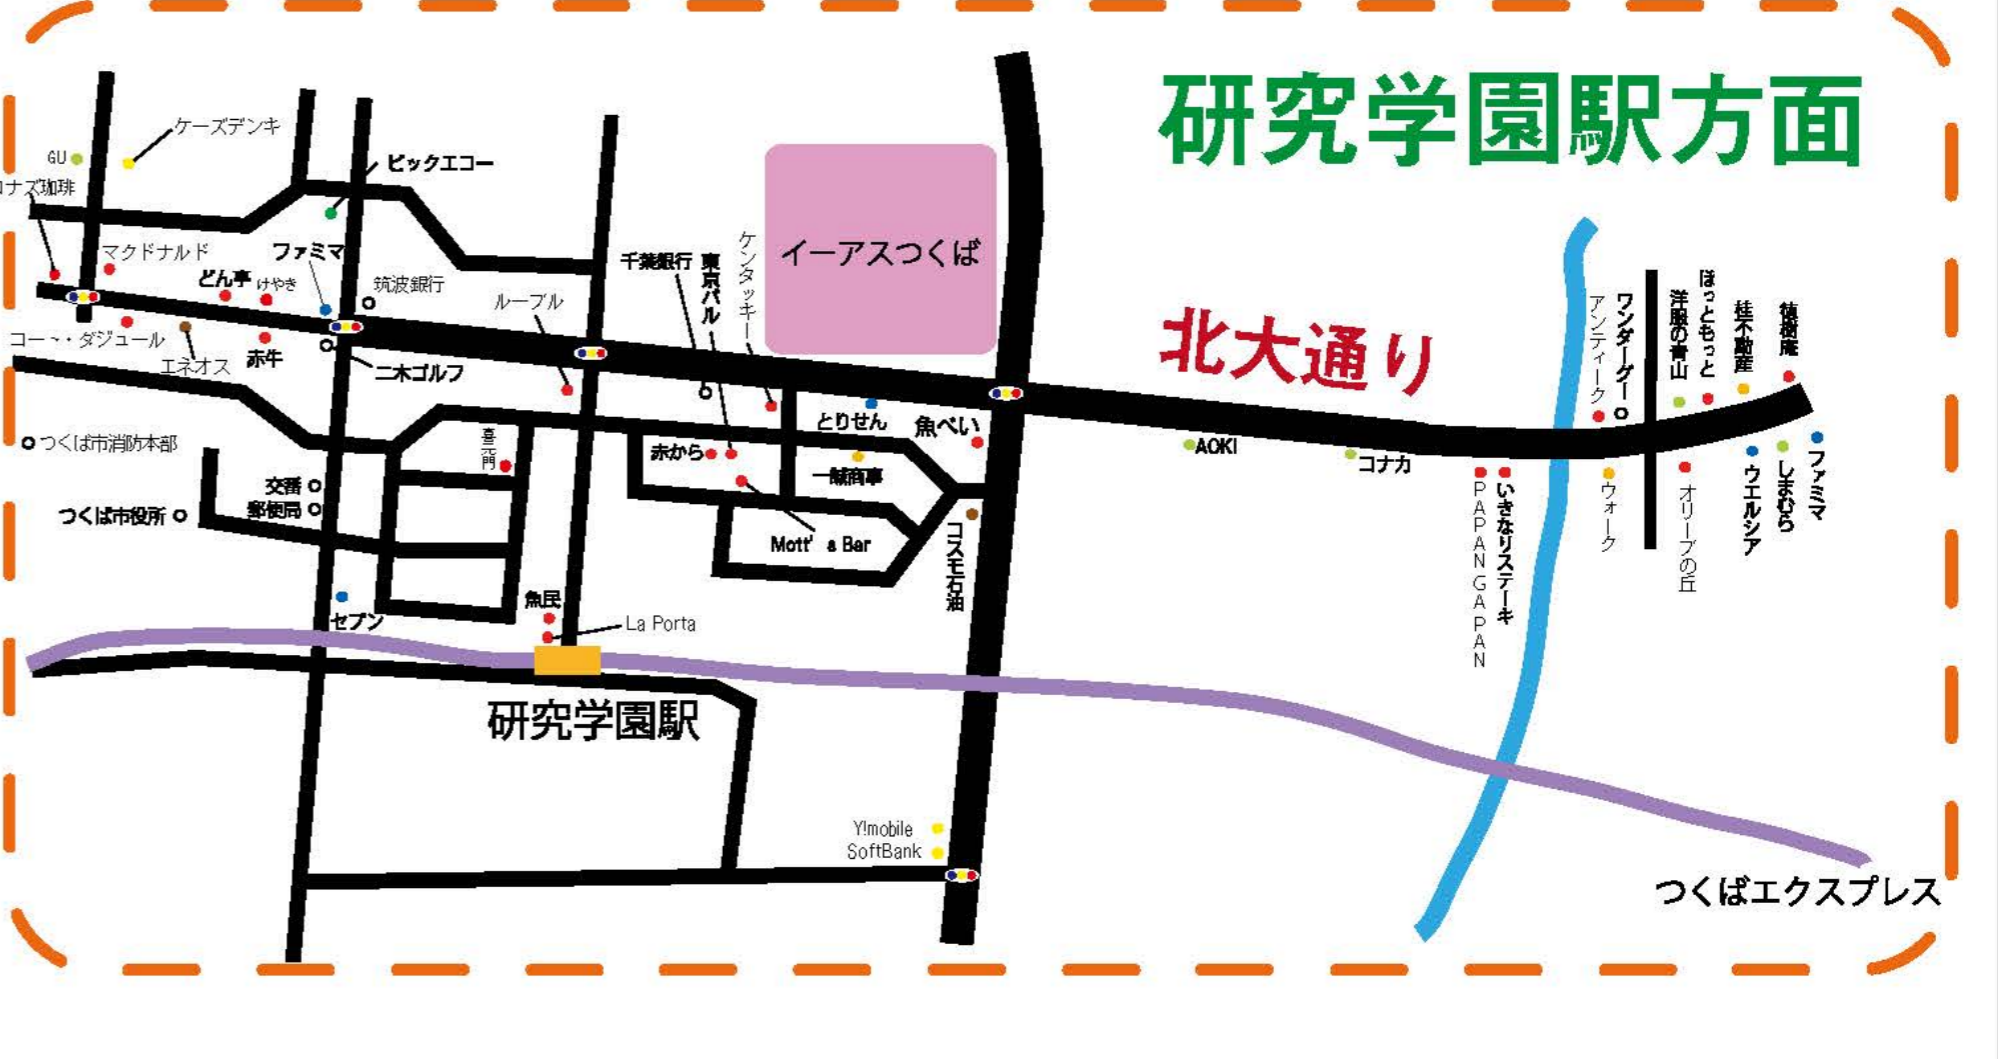 研究学園駅方面
ケーズデンキ
GU
ビックエコー
ナズ珈琲
マクドナルド
ファミマ
どん亭
けやき
筑波銀行
ルーブル
千葉銀行
東京バル
ケンタッキー
イーアスつくば
北大通り
アンティーク
ワンダーグー
洋服の青山
ほっともっと
桂不動産
コート・ダジュール
エネオス
赤牛
二木ゴルフ
とりせん
魚べい
AOKI
コナカ
つくば市消防本部
喜元門
赤から
一誠商事
交番
郵便局
つくば市役所
Mott’s Bar
コスモ石油
PAPANGAPAN
いきなりステーキ
ウォーク
オリーブの丘
ウエルシア
しまむら
ファミマ
セブン
魚民
La Porta
研究学園駅
Y!mobile
SoftBank
つくばエクスプレス